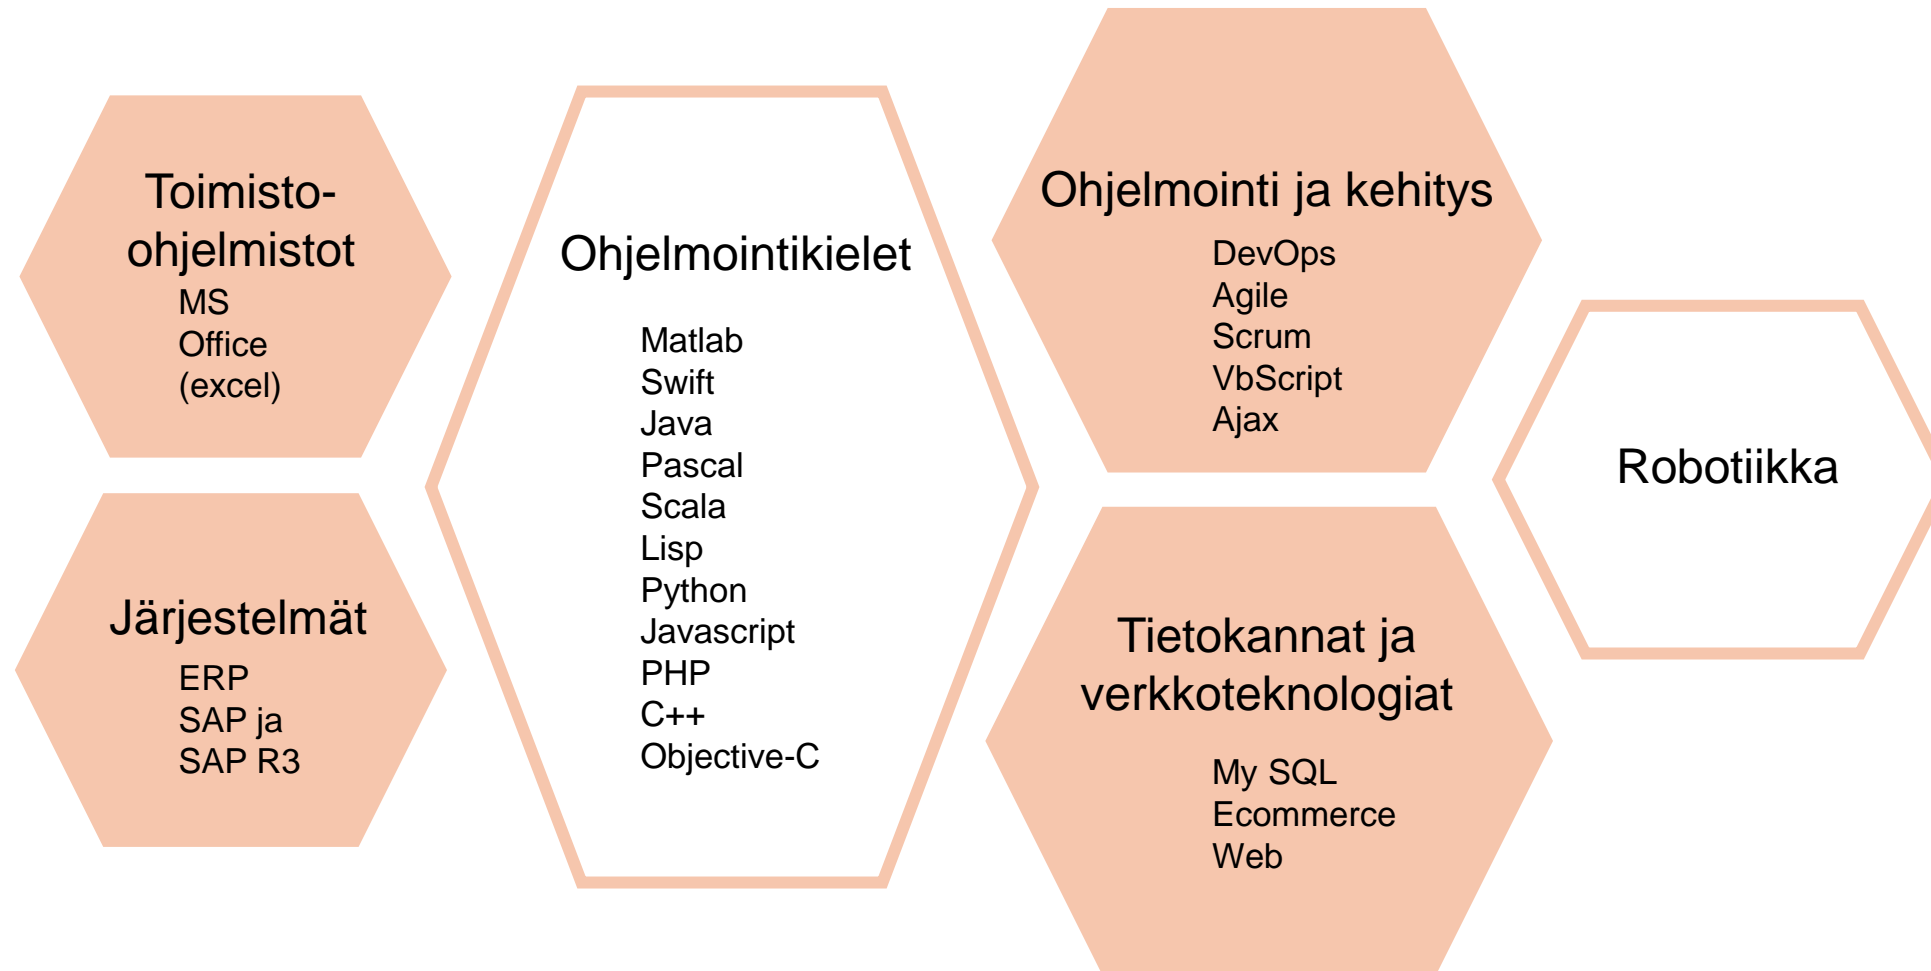 Toimisto-
ohjelmistot
MS
Office
(excel)
Järjestelmät
ERP
SAP ja
SAP R3
Ohjelmointikielet
Matlab
Swift
Java
Pascal
Scala
Lisp
Python
Javascript
PHP
C++
Objective-C
Ohjelmointi ja kehitys
DevOps
Agile
Scrum
VbScript
Ajax
Tietokannat ja
verkkoteknologiat
My SQL
Ecommerce
Web
Robotiikka